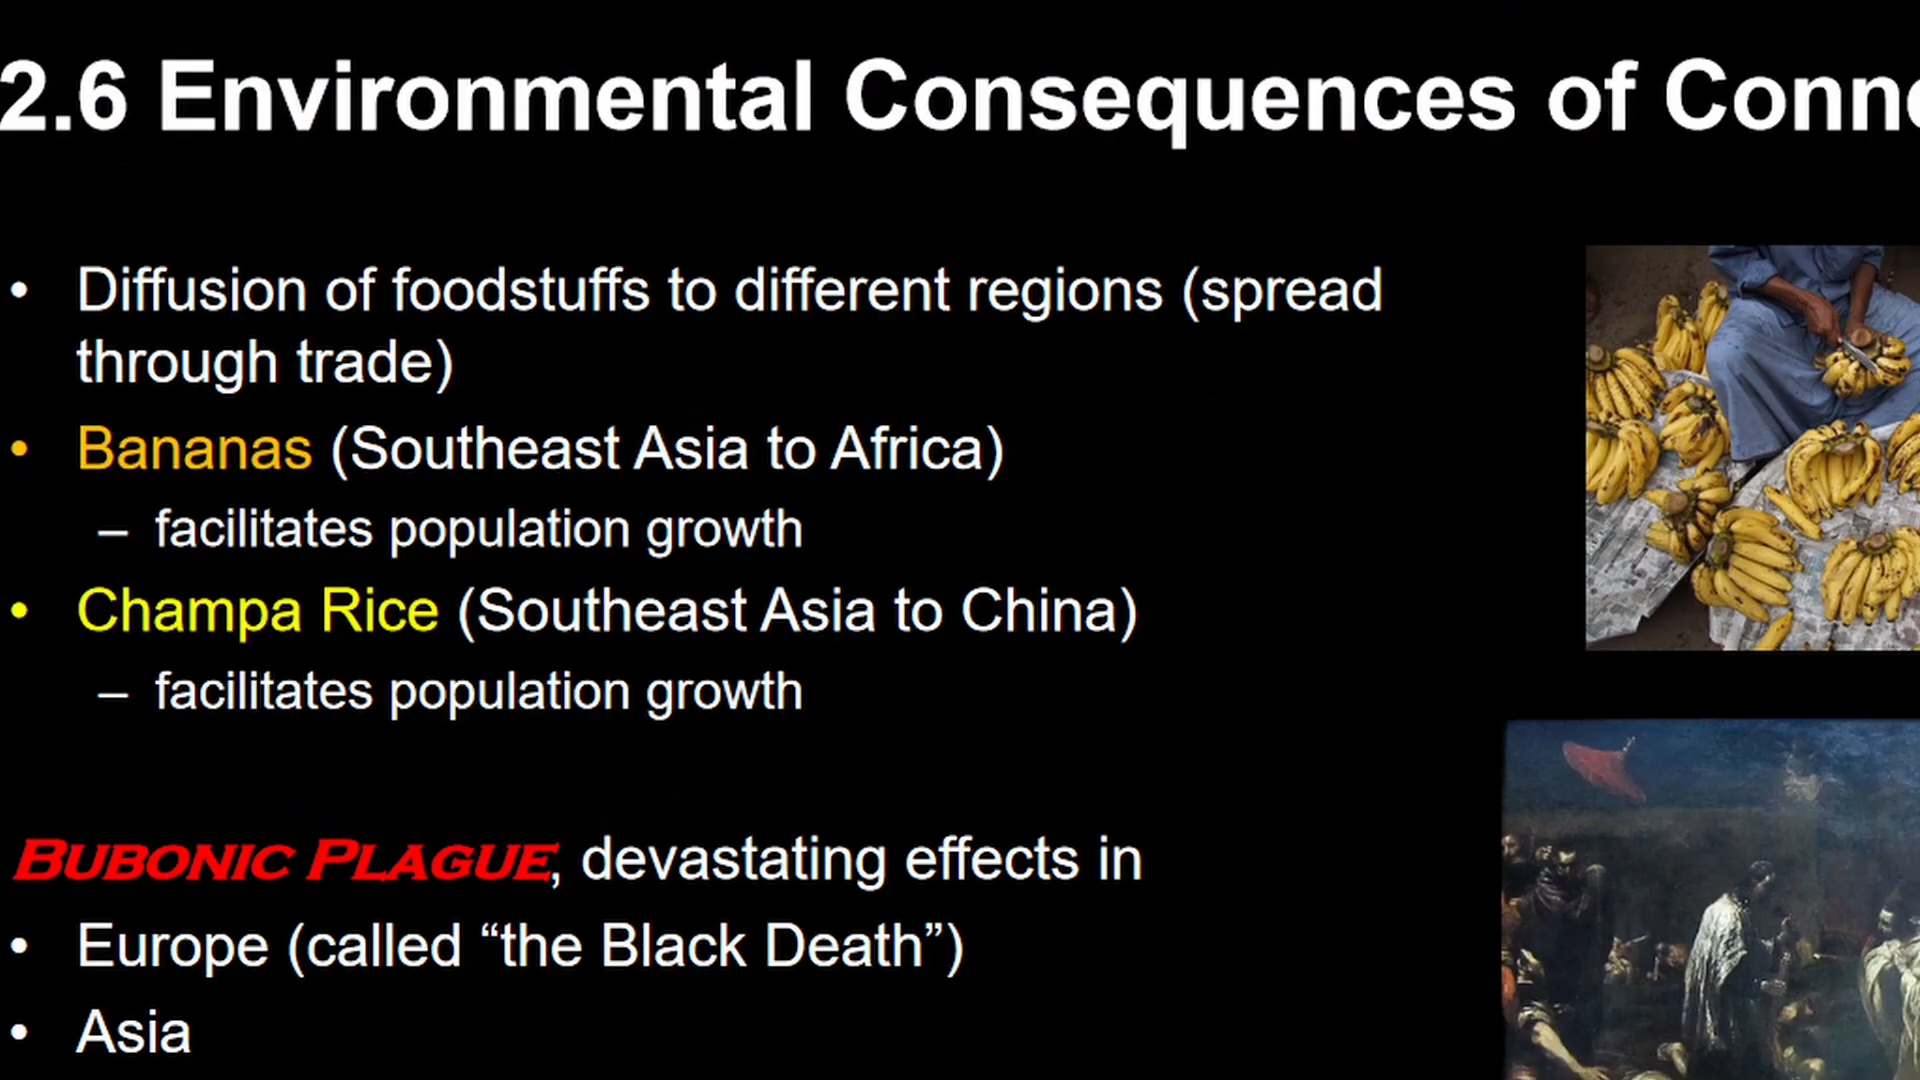 2.6 Environmental Consequences of
• Diffusion of foodstuffs to different regions (spread
through trade)
• Bananas (Southeast Asia to Africa)
– facilitates population growth
• Champa Rice (Southeast Asia to China)
– facilitates population growth
BUBONIC PLAGUE, devastating effects in
• Europe (called “the Black Death”)
• Asia